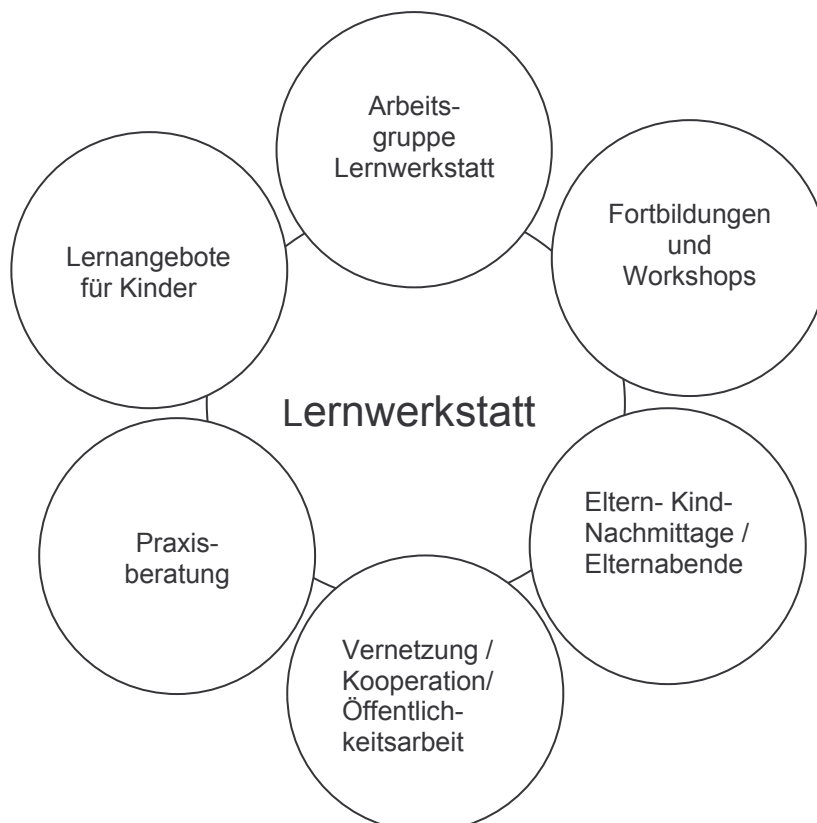 Arbeits-
gruppe
Lernwerkstatt
Fortbildungen
und
Workshops
Lernangebote
für Kinder
Lernwerkstatt
Eltern- Kind-
Nachmittage /
Elternabende
Praxis-
beratung
Vernetzung /
Kooperation/
Öffentlich-
keitsarbeit